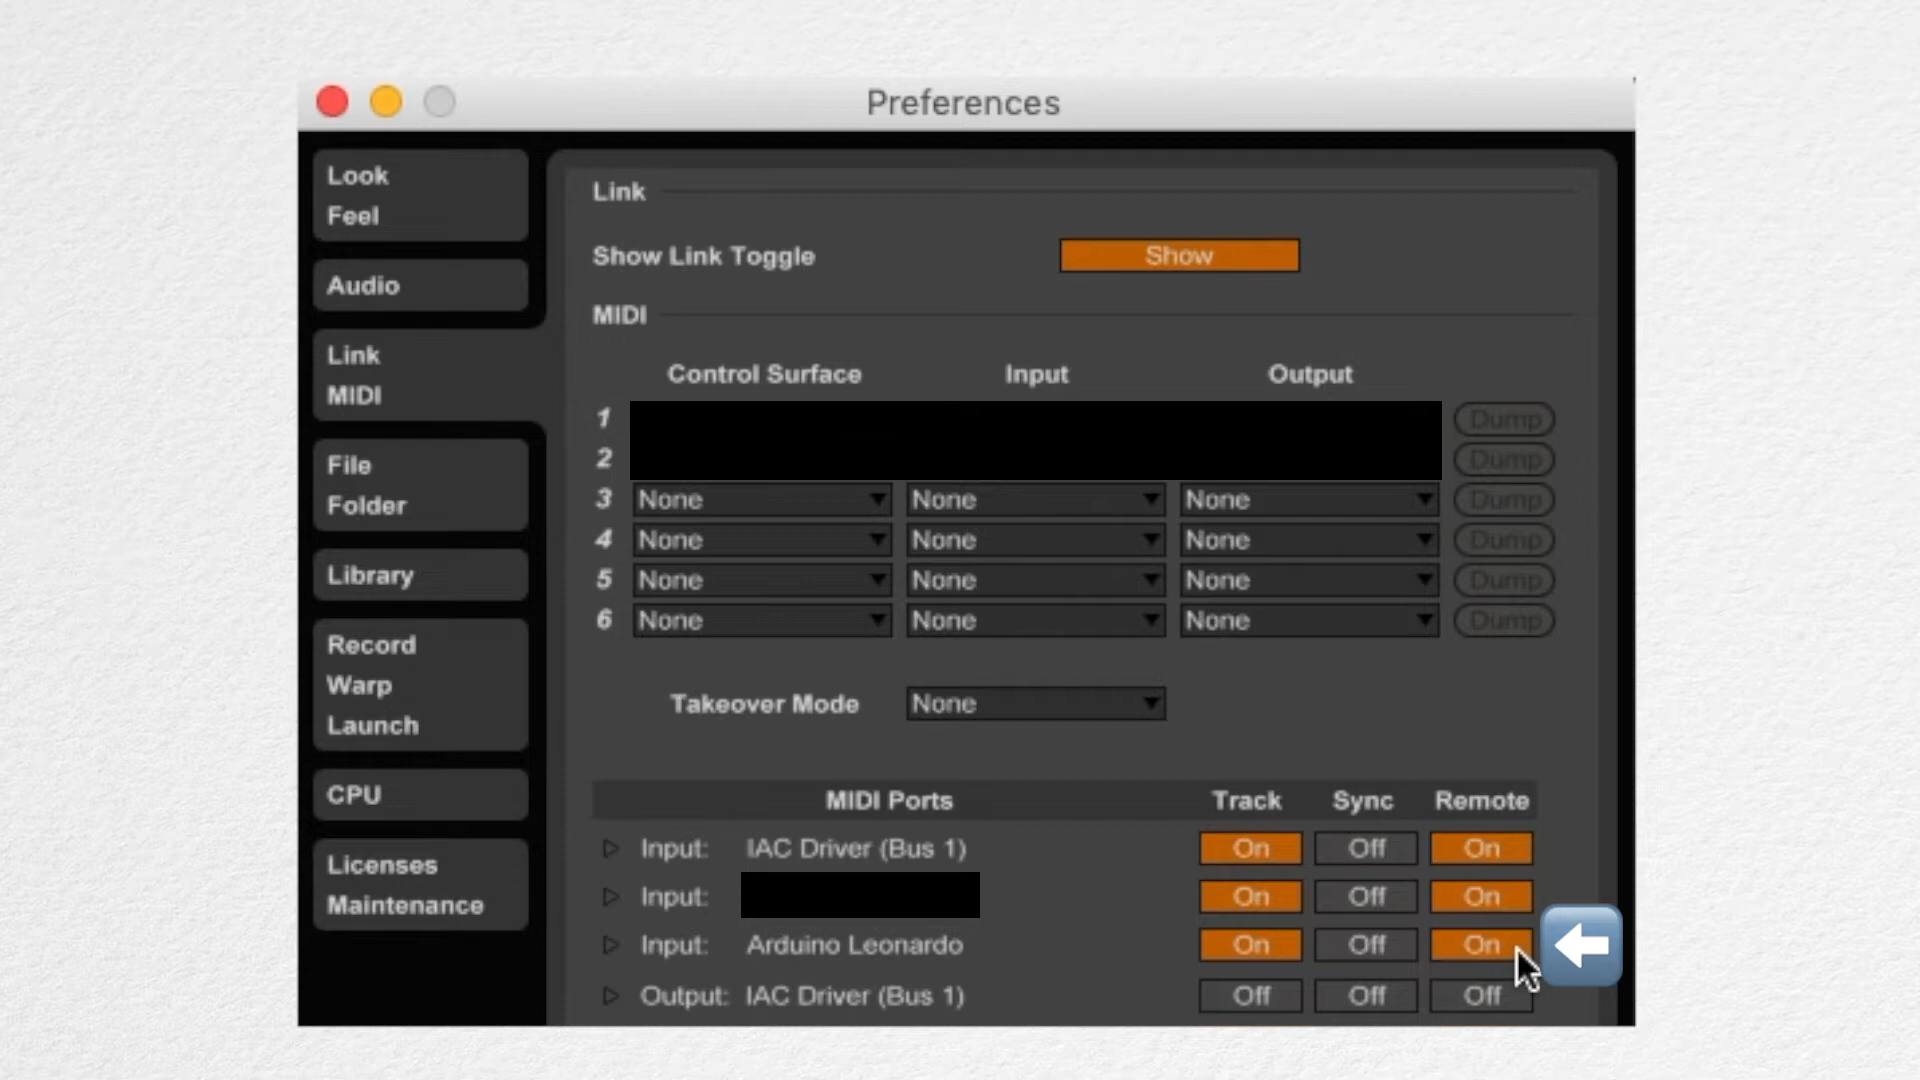 Preferences
Look
Feel
Audio
Link
MIDI
File
Folder
Library
Record
Warp
Launch
CPU
Licenses
Maintenance
Link
Show Link Toggle Show
MIDI
Control Surface Input Output
1 Dump
2 Dump
3 None None None Dump
4 None None None Dump
5 None None None Dump
6 None None None Dump
Takeover Mode None
MIDI Ports Track Sync Remote
Input: IAC Driver (Bus 1) On Off On
Input: On Off On
Input: Arduino Leonardo On Off On
Output: IAC Driver (Bus 1) Off Off Off